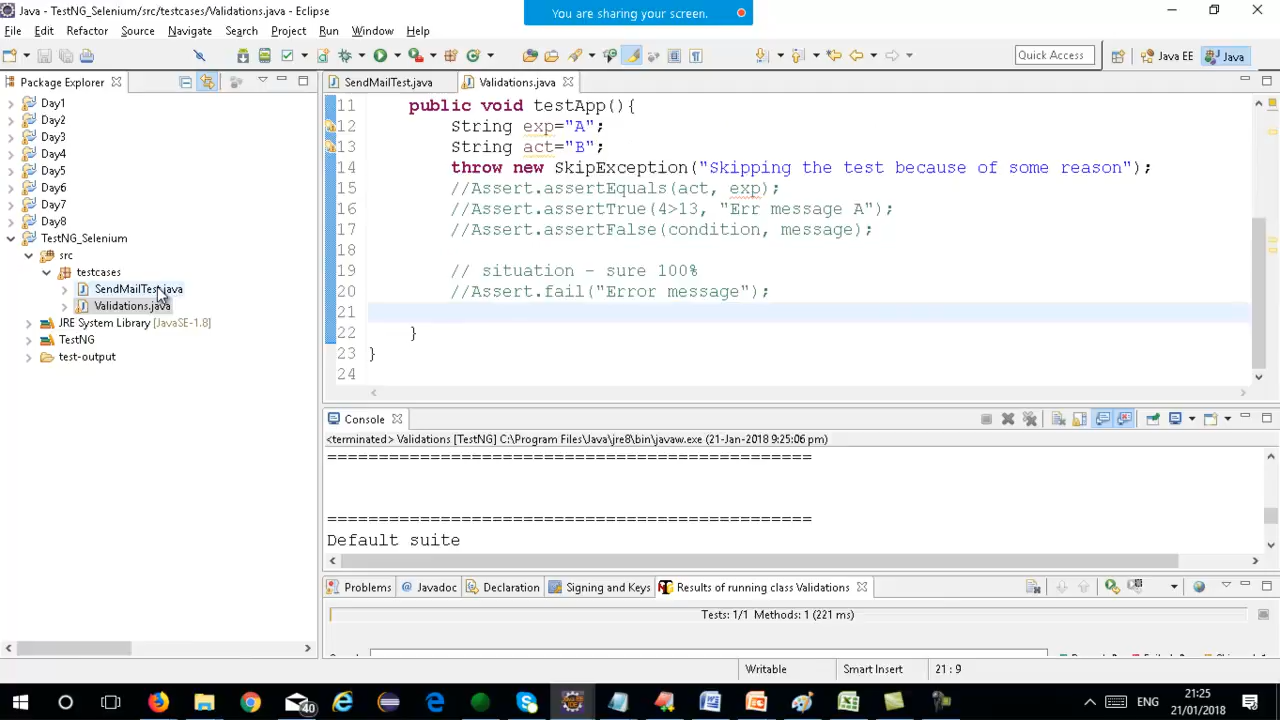 Java - TestNG_Selenium/src/testcases/Validations.java - Eclipse
You are sharing your screen.
File Edit Refactor Source Navigate Search Project Run Window Help
Quick Access
Java EE
Java
Package Explorer
SendMailTest.java
Validations.java
Day1
Day2
Day3
Day4
Day5
Day6
Day7
Day8
TestNG_Selenium
src
testcases
SendMailTest.java
Validations.java
JRE System Library [JavaSE-1.8]
TestNG
test-output
11 public void testApp(){
12 String exp="A";
13 String act="B";
14 throw new SkipException("Skipping the test because of some reason");
15 //Assert.assertEquals(act, exp);
16 //Assert.assertTrue(4>13, "Err message A");
17 //Assert.assertFalse(condition, message);
18
19 // situation - sure 100%
20 //Assert.fail("Error message");
21
22 }
23 }
24
Console
<terminated> Validations [TestNG] C:\Program Files\Java\jre8\bin\javaw.exe (21-Jan-2018 9:25:06 pm)
===============================================
===============================================
Default suite
Problems
Javadoc
Declaration
Signing and Keys
Results of running class Validations
Tests: 1/1 Methods: 1 (221 ms)
Writable
Smart Insert
21 : 9
40
ENG
21:25
21/01/2018